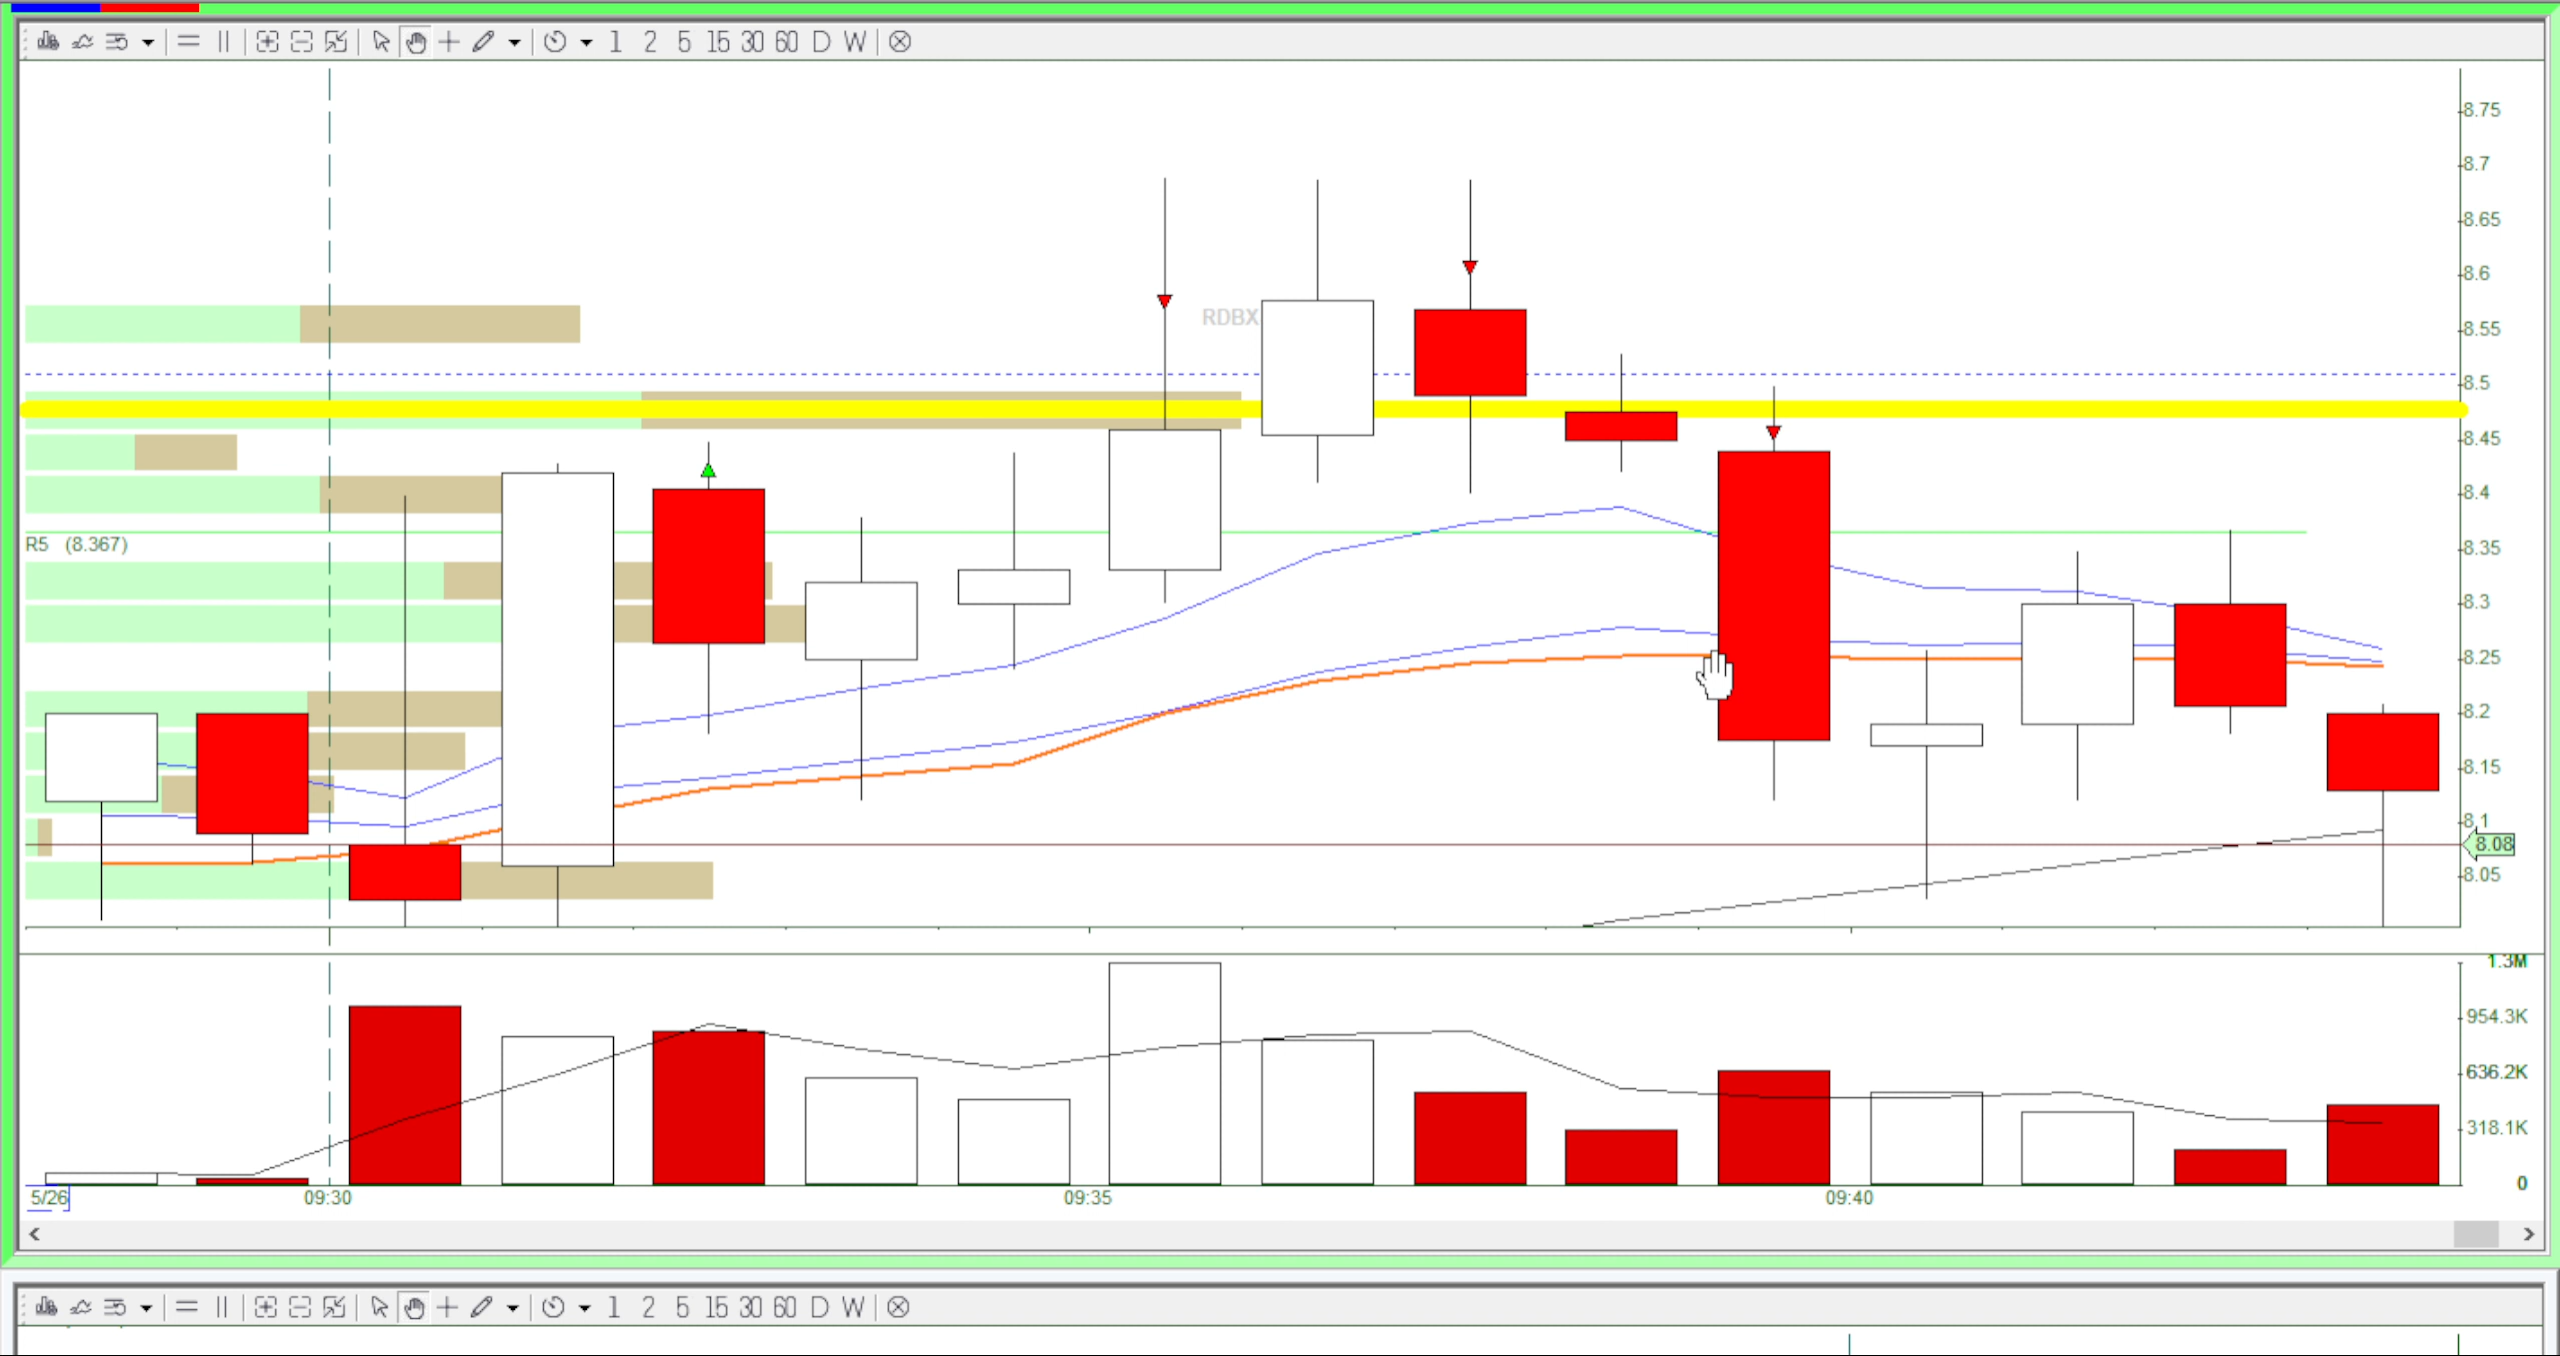 1 2 5 15 30 60 D W
8.75
8.7
8.65
8.6
RDBX
8.55
8.5
8.45
8.4
R5 (8.367)
8.35
8.3
8.25
8.2
8.15
8.1
8.08
8.05
1.3M
954.3K
636.2K
318.1K
0
5/26 09:30 09:35 09:40
1 2 5 15 30 60 D W